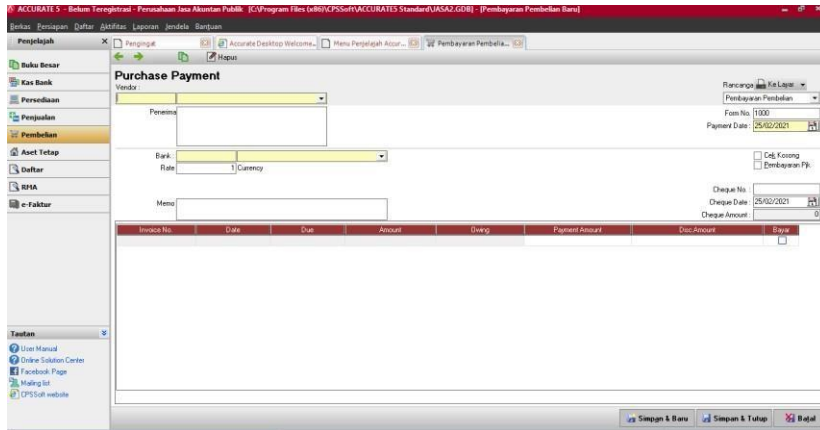 ACCURATE 5 - Belum Teregistrasi - Perusahaan Jasa Akuntan Publik [C:\Program Files (x86)\CPSSoft\ACCURATE5 Standard\JASA2.GDB] - [Pembayaran Pembelian Baru]
Berkas Persiapan Daftar Aktifitas Laporan Jendela Bantuan
Penjelajah
Pengingat
Accurate Desktop Welcome...
Menu Penjelajah Accur...
Pembayaran Pembelia...
Hapus
Buku Besar
Kas Bank
Persediaan
Penjualan
Pembelian
Aset Tetap
Daftar
RMA
e-Faktur
Purchase Payment
Vendor :
Rancanga
Ke Layar
Pembayaran Pembelian
Penerima
Form No. 1000
Payment Date : 25/02/2021
Bank :
Cek Kosong
Rate 1 Currency
Pembayaran Pjk
Cheque No. :
Memo
Cheque Date : 25/02/2021
Cheque Amount : 0
Invoice No. Date Due Amount Owing Payment Amount Disc.Amount Bayar
Tautan
User Manual
Online Solution Center
Facebook Page
Mailing list
CPSSoft website
Simpan & Baru Simpan & Tutup Batal